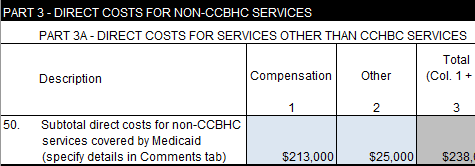 PART 3 - DIRECT COSTS FOR NON-CCBHC SERVICES
PART 3A - DIRECT COSTS FOR SERVICES OTHER THAN CCHBC SERVICES
Description Compensation Other Total
(Col. 1 +
1 2 3
50. Subtotal direct costs for non-CCBHC
services covered by Medicaid
(specify details in Comments tab) $213,000 $25,000 $238,